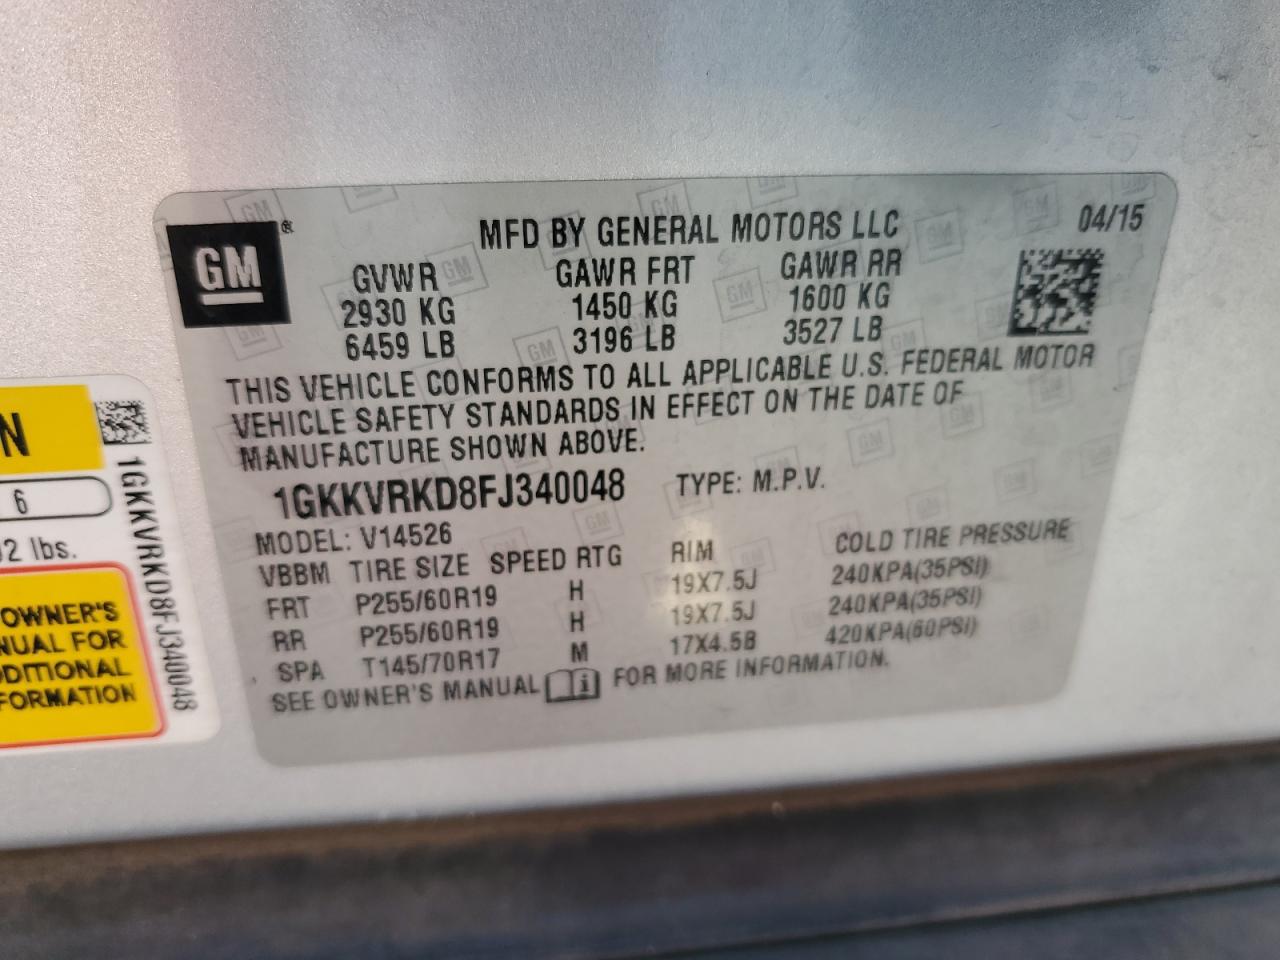 GM ®
MFD BY GENERAL MOTORS LLC 04/15
GVWR GAWR FRT GAWR RR
2930 KG 1450 KG 1600 KG
6459 LB 3196 LB 3527 LB
THIS VEHICLE CONFORMS TO ALL APPLICABLE U.S. FEDERAL MOTOR
VEHICLE SAFETY STANDARDS IN EFFECT ON THE DATE OF
MANUFACTURE SHOWN ABOVE.
1GKKVRKD8FJ340048 TYPE: M.P.V.
MODEL: V14526
VBBM TIRE SIZE SPEED RTG RIM COLD TIRE PRESSURE
FRT P255/60R19 H 19X7.5J 240KPA(35PSI)
RR P255/60R19 H 19X7.5J 240KPA(35PSI)
SPA T145/70R17 M 17X4.5B 420KPA(60PSI)
SEE OWNER'S MANUAL i FOR MORE INFORMATION.
N
6
02 lbs.
OWNER'S
NUAL FOR
DDITIONAL
FORMATION
1GKKVRKD8FJ340048